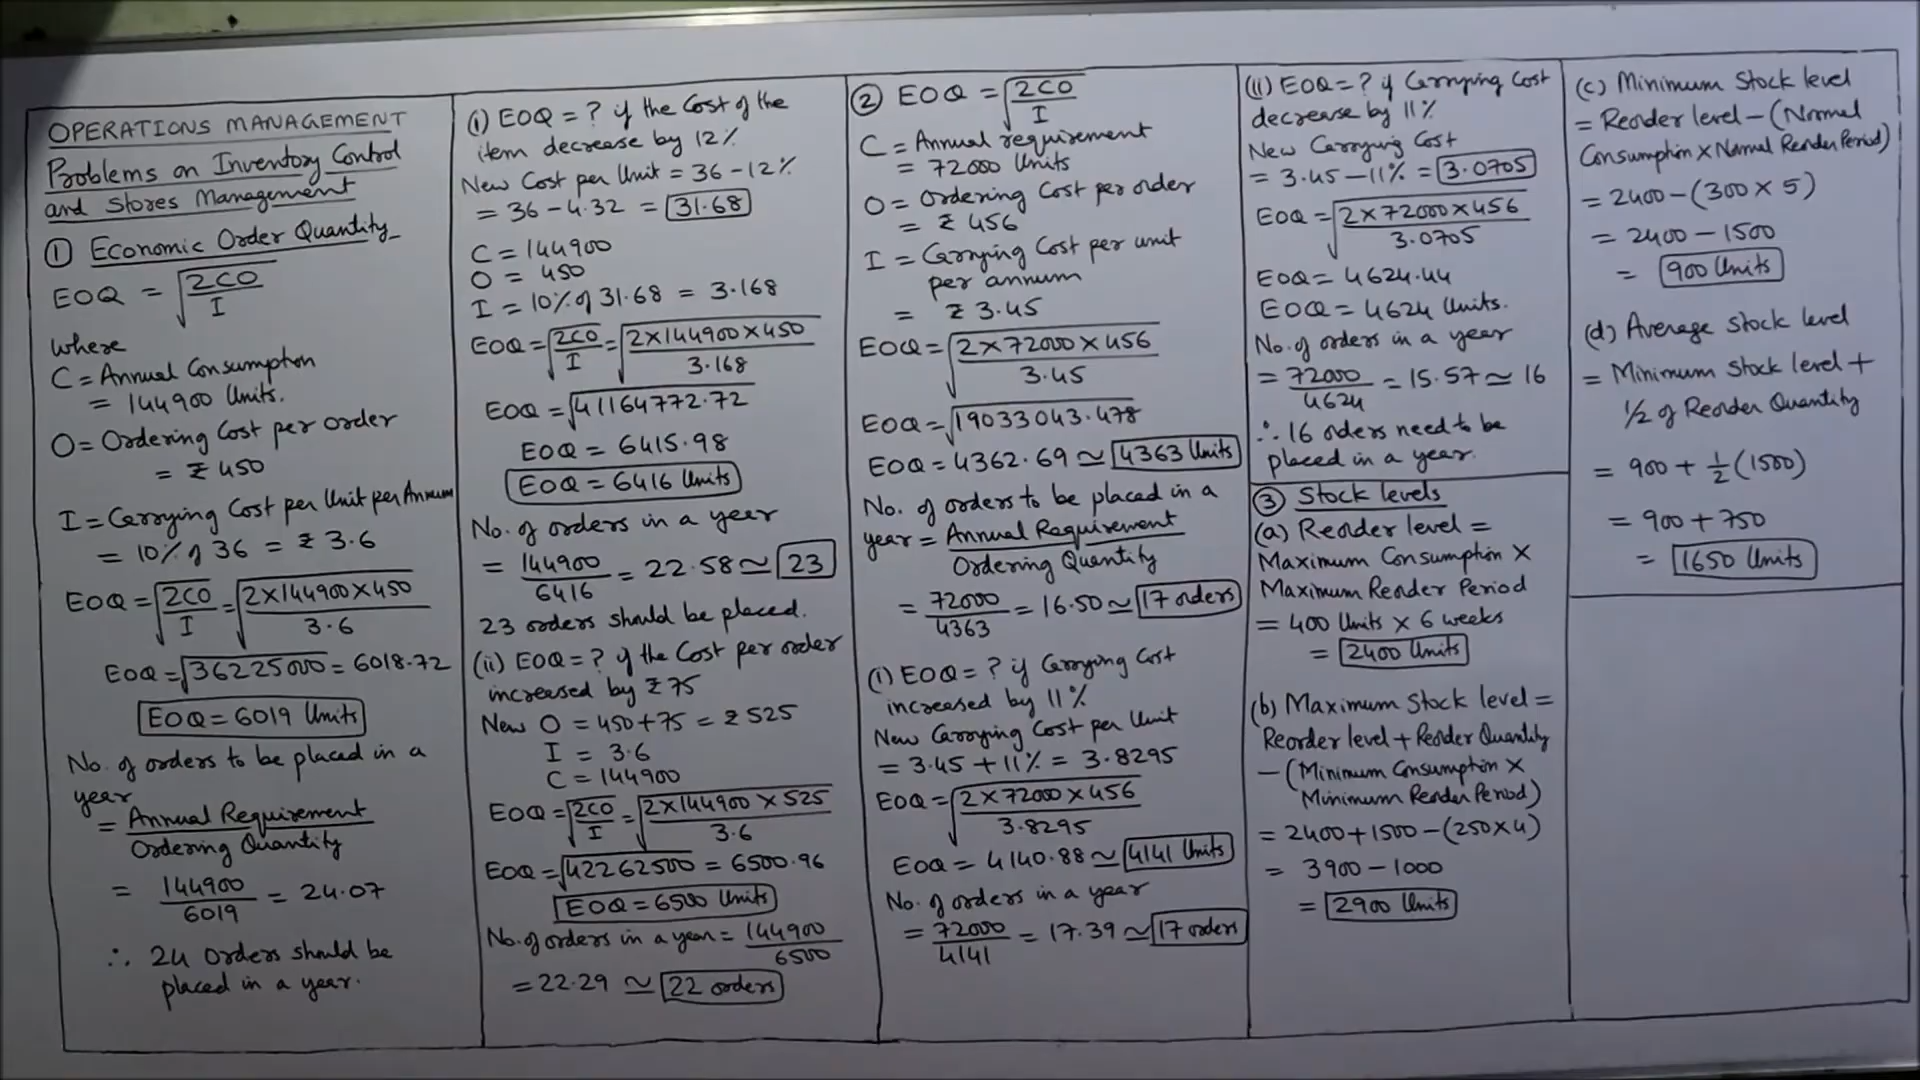 OPERATIONS MANAGEMENT
Problems on Inventory Control
and Stores Management
① Economic Order Quantity
EOQ = √2CO/I
where
C = Annual Consumption
= 144900 Units.
O = Ordering Cost per order
= ₹ 450
I = Carrying Cost per Unit per Annum
= 10% of 36 = ₹ 3.6
EOQ = √2CO/I = √2×144900×450/3.6
EOQ = √36225000 = 6018.72
EOQ = 6019 Units
No. of orders to be placed in a
year
= Annual Requirement/Ordering Quantity
= 144900/6019 = 24.07
∴ 24 orders should be
placed in a year.
(i) EOQ = ? if the Cost of the
item decrease by 12%
New Cost per Unit = 36 - 12%
= 36 - 4.32 = 31.68
C = 144900
O = 450
I = 10% of 31.68 = 3.168
EOQ = √2CO/I = √2×144900×450/3.168
EOQ = √41164772.72
EOQ = 6415.98
EOQ = 6416 Units
No. of orders in a year
= 144900/6416 = 22.58 ≃ 23
23 orders should be placed.
(ii) EOQ = ? if the Cost per order
increased by ₹ 75
New O = 450 + 75 = ₹ 525
I = 3.6
C = 144900
EOQ = √2CO/I = √2×144900×525/3.6
EOQ = √42262500 = 6500.96
EOQ = 6500 Units
No. of orders in a year = 144900/6500
= 22.29 ≃ 22 orders
② EOQ = √2CO/I
C = Annual requirement
= 72000 Units
O = Ordering Cost per order
= ₹ 456
I = Carrying Cost per unit
per annum
= ₹ 3.45
EOQ = √2×72000×456/3.45
EOQ = √19033043.478
EOQ = 4362.69 ≃ 4363 Units
No. of orders to be placed in a
year = Annual Requirement/Ordering Quantity
= 72000/4363 = 16.50 ≃ 17 orders
(i) EOQ = ? if Carrying Cost
increased by 11%
New Carrying Cost per Unit
= 3.45 + 11% = 3.8295
EOQ = √2×72000×456/3.8295
EOQ = 4140.88 ≃ 4141 Units
No. of orders in a year
= 72000/4141 = 17.39 ≃ 17 orders
(ii) EOQ = ? if Carrying Cost
decrease by 11%
New Carrying Cost
= 3.45 - 11% = 3.0705
EOQ = √2×72000×456/3.0705
EOQ = 4624.44
EOQ = 4624 Units.
No. of orders in a year
= 72000/4624 = 15.57 ≃ 16
∴ 16 orders need to be
placed in a year.
③ Stock levels
(a) Reorder level =
Maximum Consumption ×
Maximum Reorder Period
= 400 Units × 6 weeks
= 2400 Units
(b) Maximum Stock level =
Reorder level + Reorder Quantity
- (Minimum Consumption ×
Minimum Reorder Period)
= 2400 + 1500 - (250×4)
= 3900 - 1000
= 2900 Units
(c) Minimum Stock level
= Reorder level - (Normal
Consumption × Normal Reorder Period)
= 2400 - (300 × 5)
= 2400 - 1500
= 900 Units
(d) Average stock level
= Minimum Stock level +
1/2 of Reorder Quantity
= 900 + 1/2 (1500)
= 900 + 750
= 1650 Units